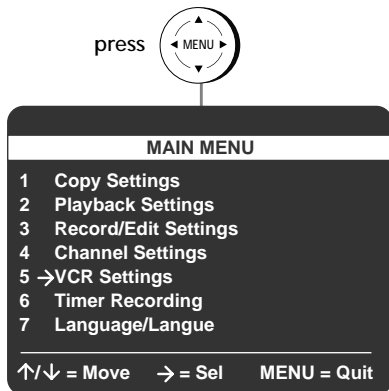 press
MENU
MAIN MENU
1 Copy Settings
2 Playback Settings
3 Record/Edit Settings
4 Channel Settings
5 →VCR Settings
6 Timer Recording
7 Language/Langue
↑/↓ = Move → = Sel MENU = Quit